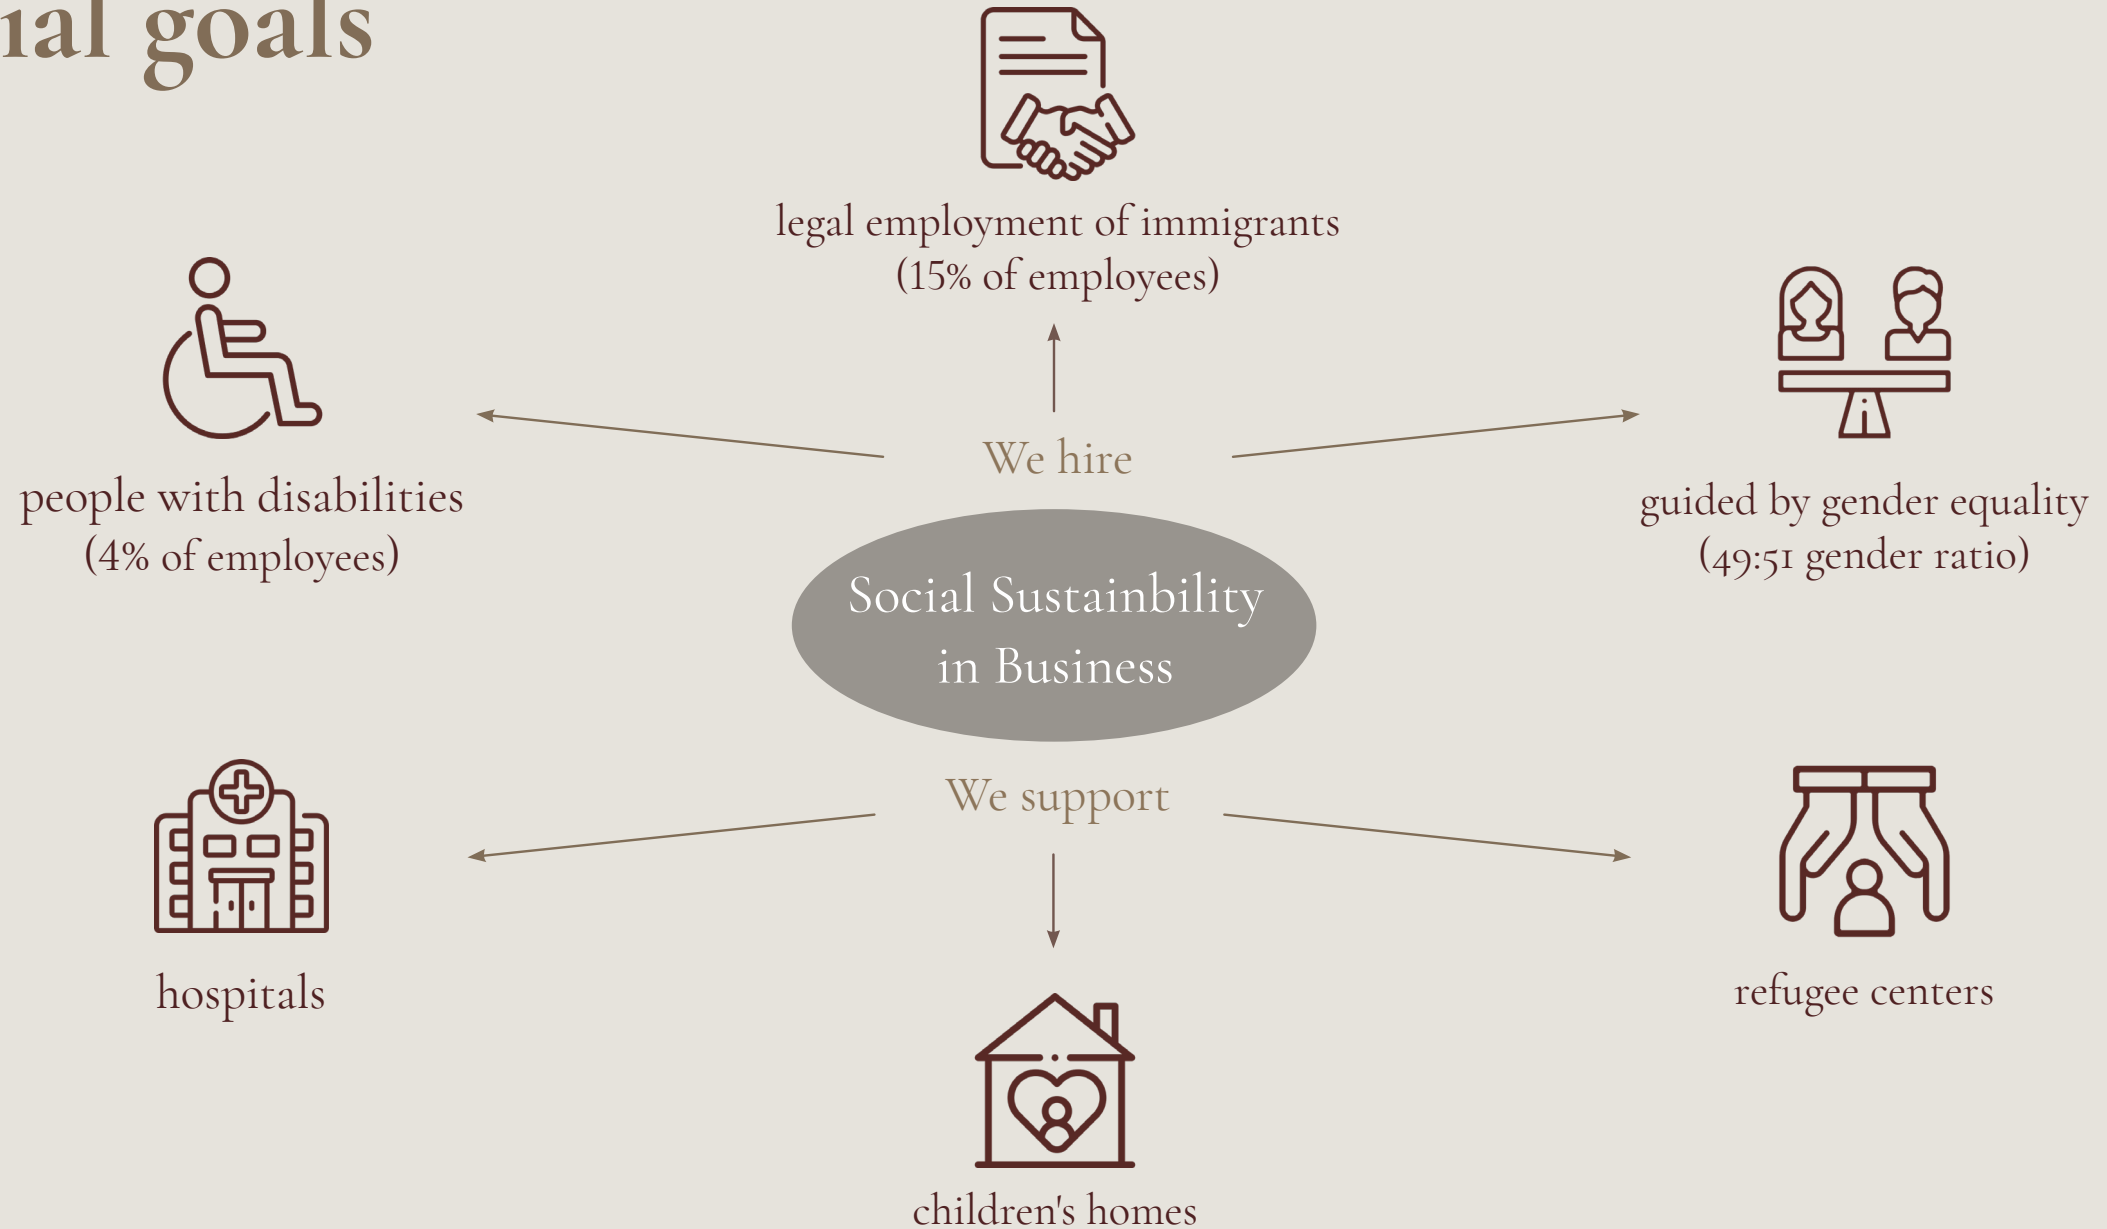 ial goals
legal employment of immigrants
(15% of employees)
people with disabilities
(4% of employees)
We hire
guided by gender equality
(49:51 gender ratio)
Social Sustainbility
in Business
We support
hospitals
refugee centers
children's homes